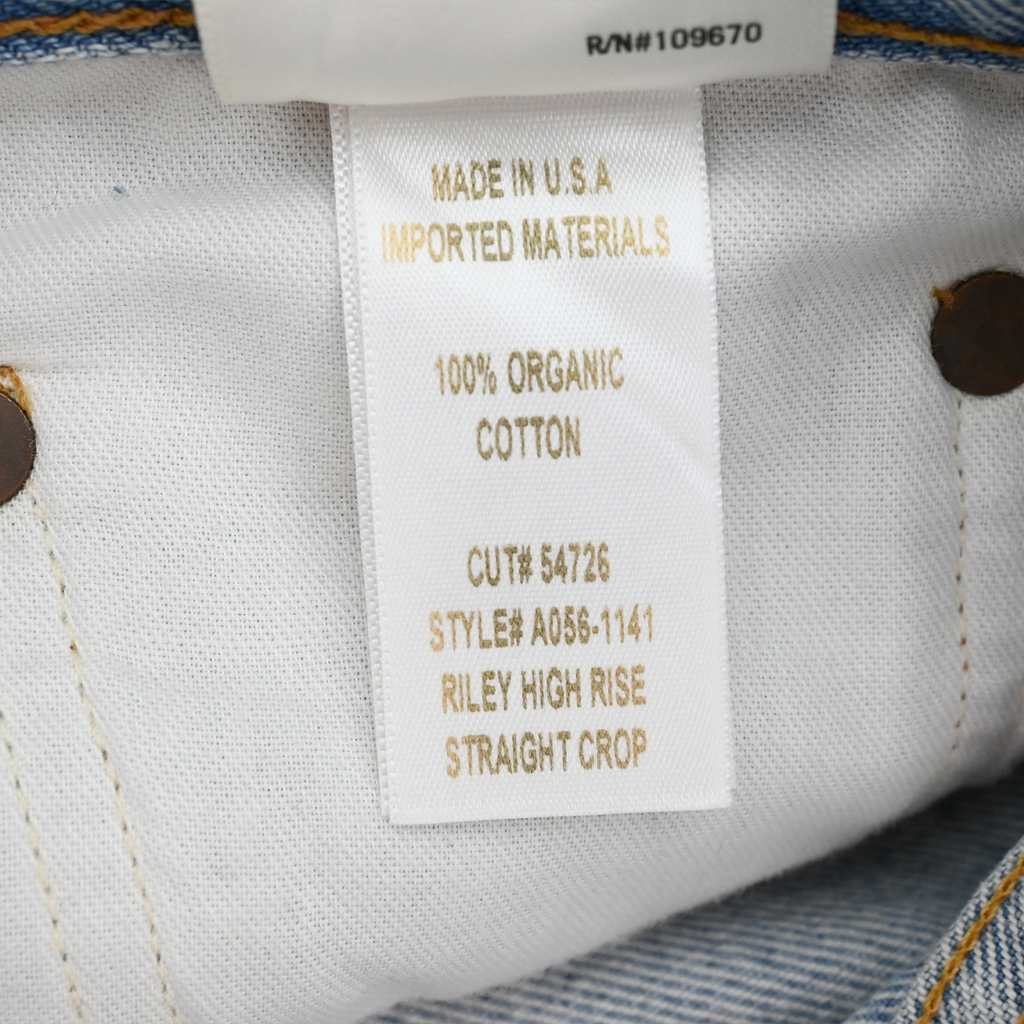 R/N#109670
MADE IN U.S.A
IMPORTED MATERIALS
100% ORGANIC
COTTON
CUT# 54726
STYLE# A056-1141
RILEY HIGH RISE
STRAIGHT CROP